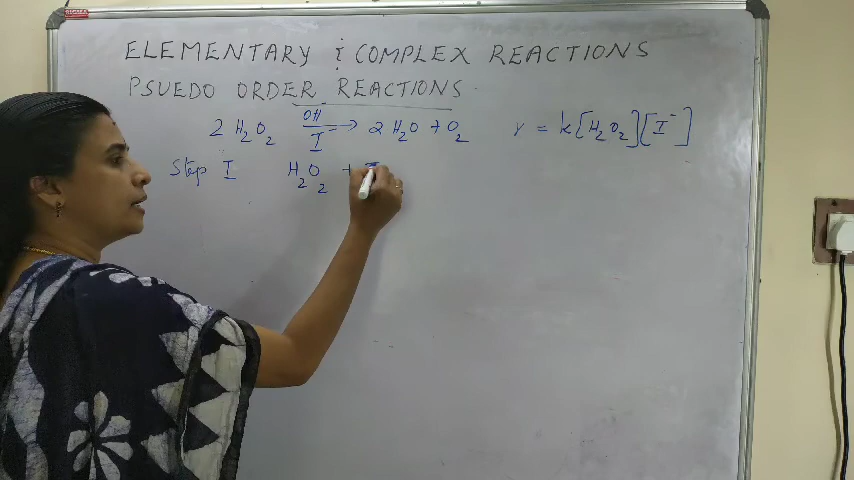 ELEMENTARY & COMPLEX REACTIONS
PSUEDO ORDER REACTIONS
2 H₂O₂ OH⁻ / I⁻ → 2 H₂O + O₂ r = k[H₂O₂][I⁻]
Step I H₂O₂ + I